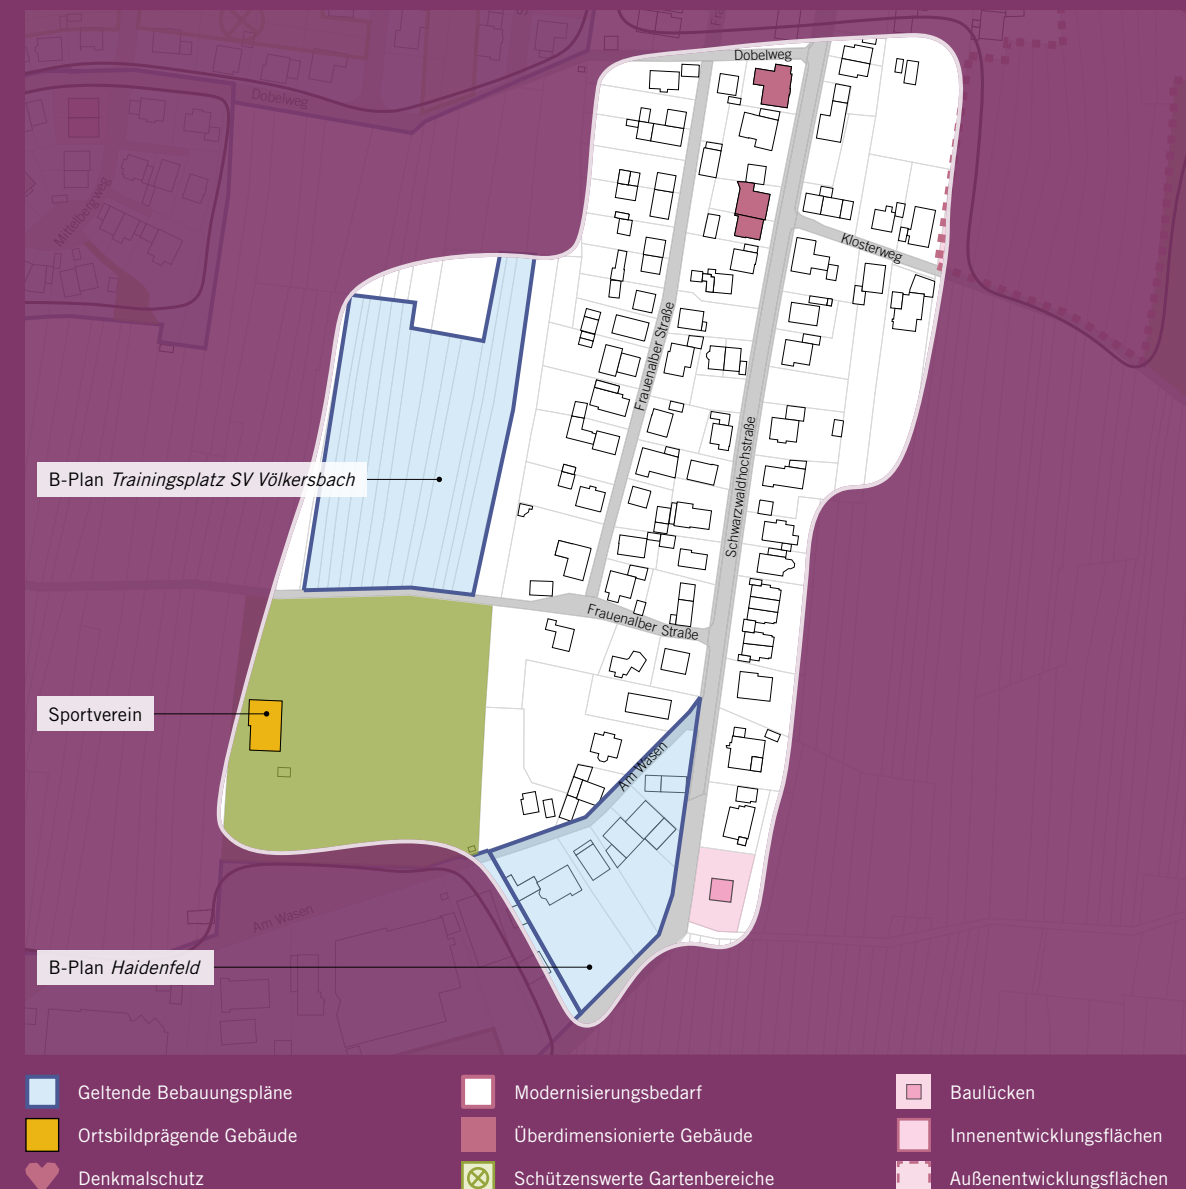 Dobelweg
Dobelweg
Mittelbergweg
Klosterweg
Frauenalber Straße
Schwarzwaldhochstraße
B-Plan Trainingsplatz SV Völkersbach
Frauenalber Straße
Sportverein
Am Wasen
Am Wasen
B-Plan Haidenfeld
Geltende Bebauungspläne
Ortsbildprägende Gebäude
Denkmalschutz
Modernisierungsbedarf
Überdimensionierte Gebäude
Schützenswerte Gartenbereiche
Baulücken
Innenentwicklungsflächen
Außenentwicklungsflächen